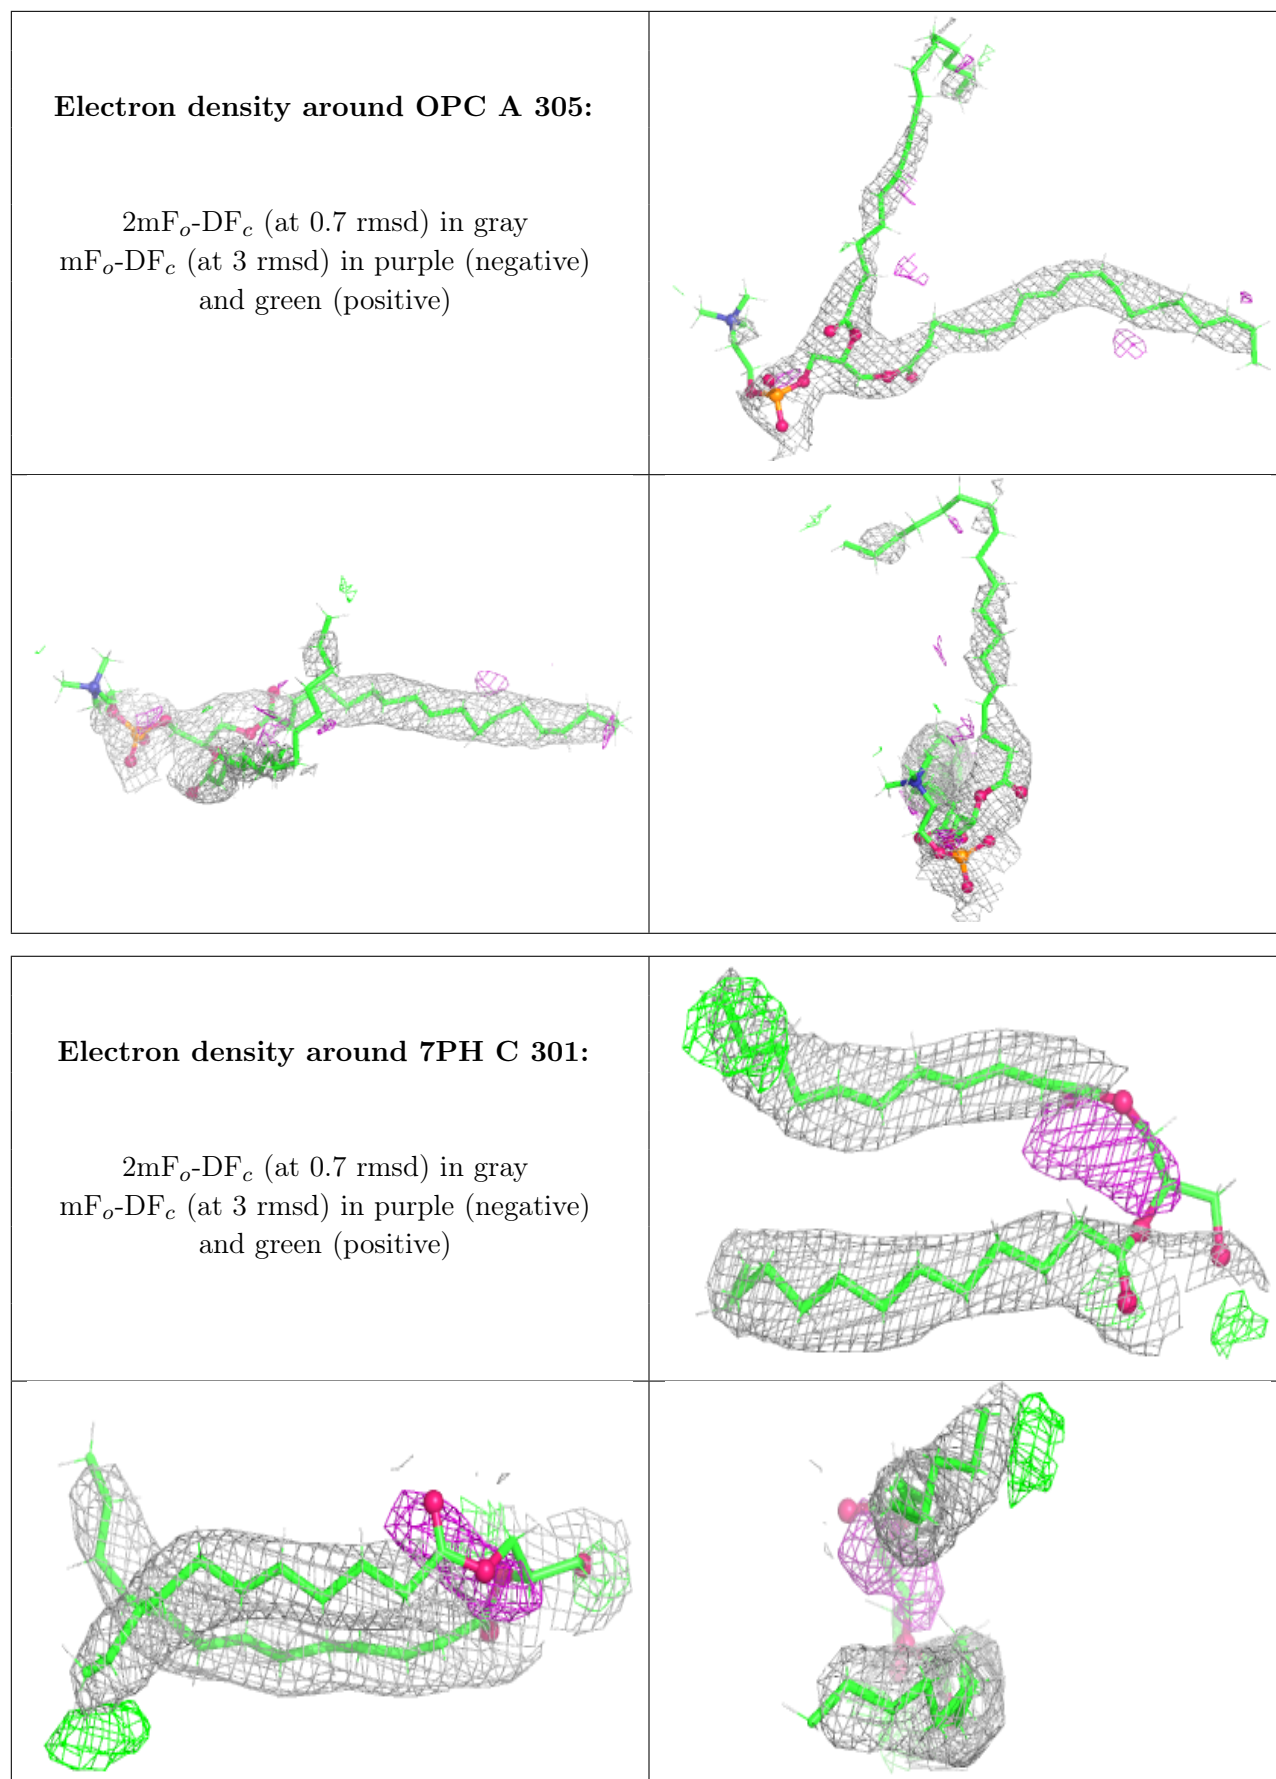 Electron density around OPC A 305:
2mFo-DFc (at 0.7 rmsd) in gray
mFo-DFc (at 3 rmsd) in purple (negative)
and green (positive)
Electron density around 7PH C 301:
2mFo-DFc (at 0.7 rmsd) in gray
mFo-DFc (at 3 rmsd) in purple (negative)
and green (positive)